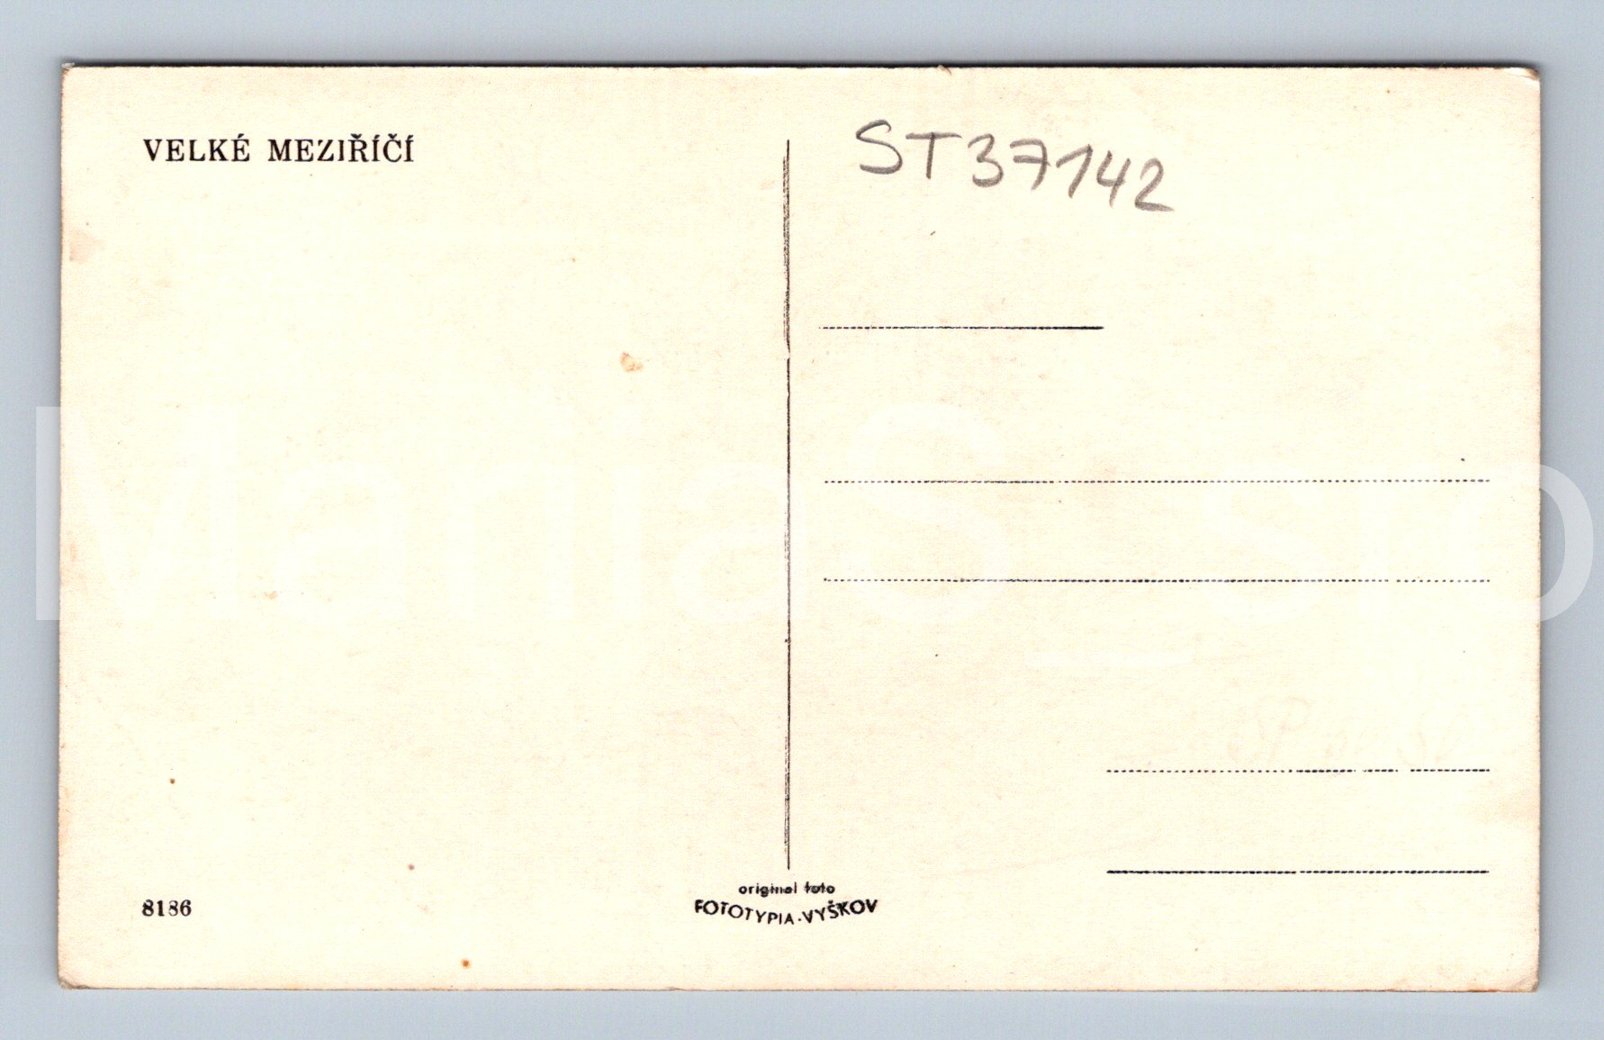 VELKÉ MEZIŘÍČÍ
ST37142
8186
original foto
FOTOTYPIA-VYŠKOV